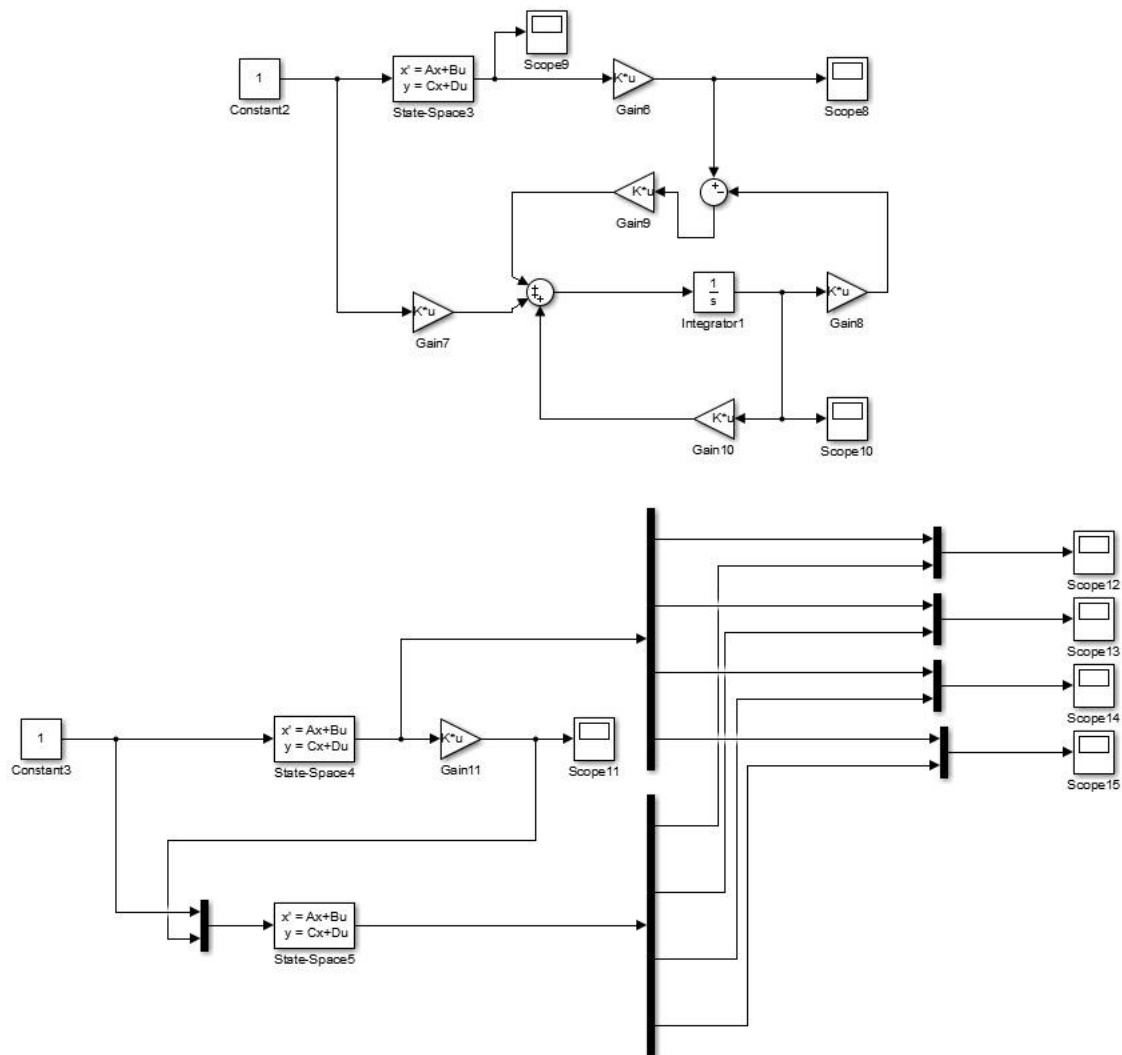 Scope9
1
Constant2
x' = Ax+Bu
y = Cx+Du
State-Space3
K*u
Gain6
Scope8
K*u
Gain9
+
−
+
+
+
K*u
Gain7
1
s
Integrator1
K*u
Gain8
K*u
Gain10
Scope10
Scope12
Scope13
Scope14
Scope15
1
Constant3
x' = Ax+Bu
y = Cx+Du
State-Space4
K*u
Gain11
Scope11
x' = Ax+Bu
y = Cx+Du
State-Space5